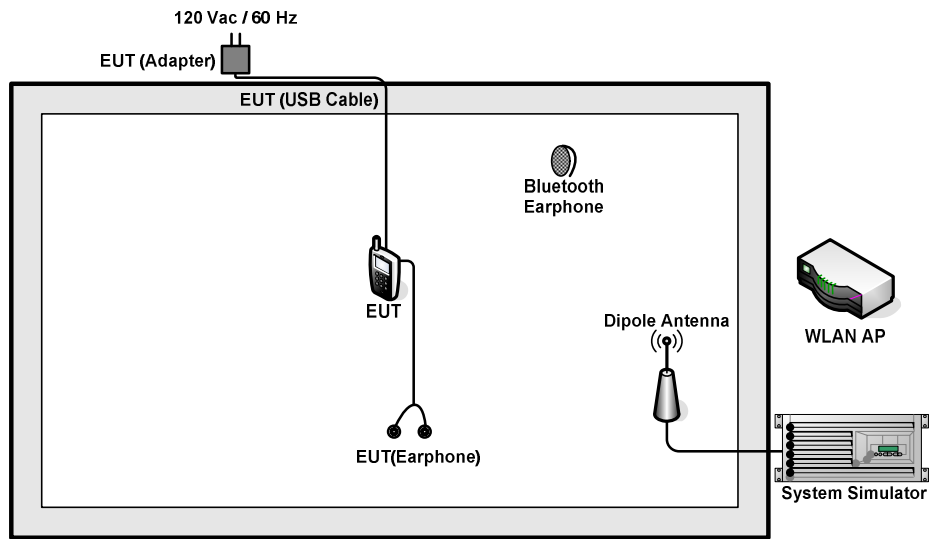 120 Vac / 60 Hz
EUT (Adapter)
EUT (USB Cable)
Bluetooth
Earphone
EUT
Dipole Antenna
WLAN AP
EUT(Earphone)
System Simulator